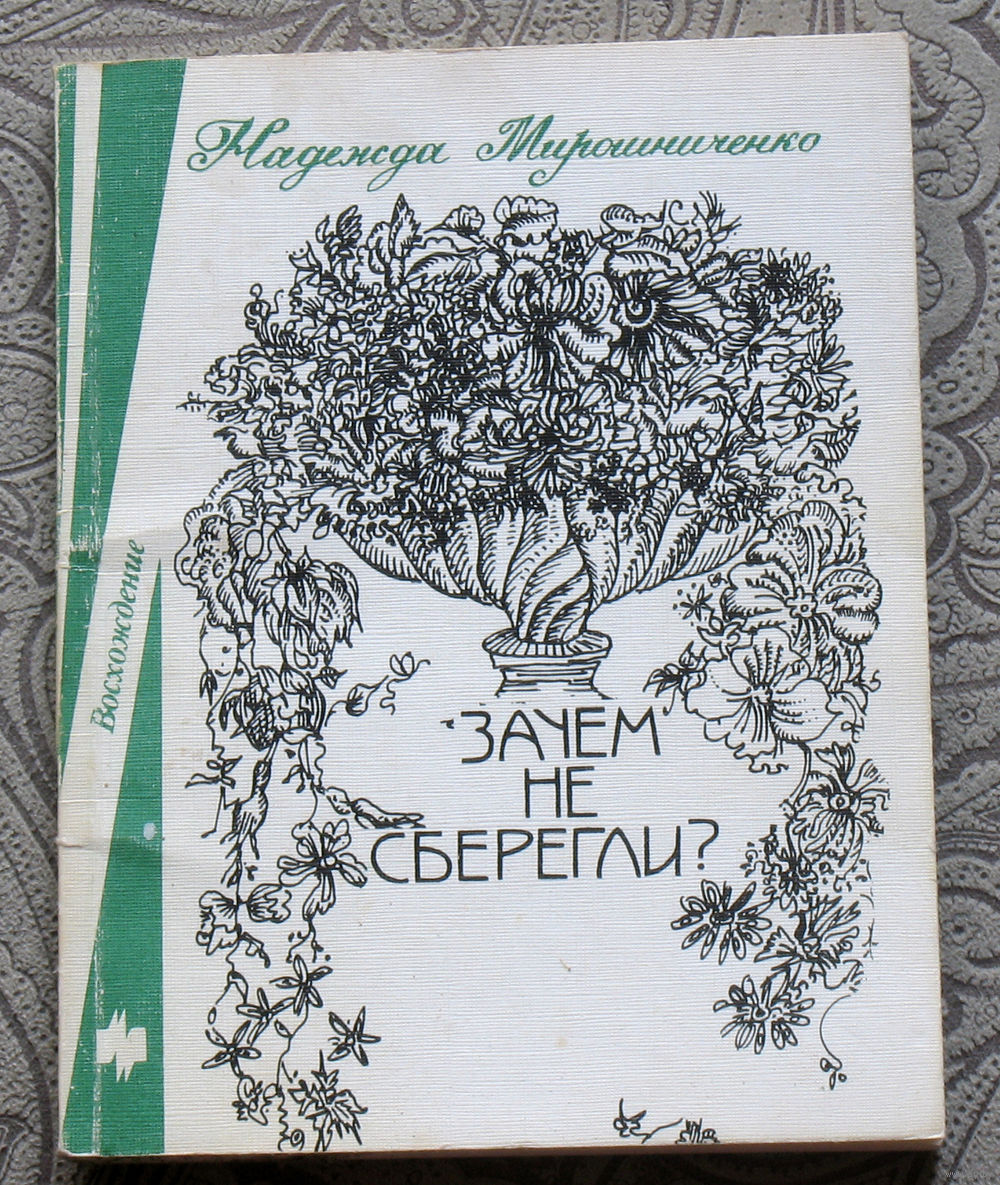 Надежда Мирошниченко
Восхождение
ЗАЧЕМ
НЕ
СБЕРЕГЛИ?